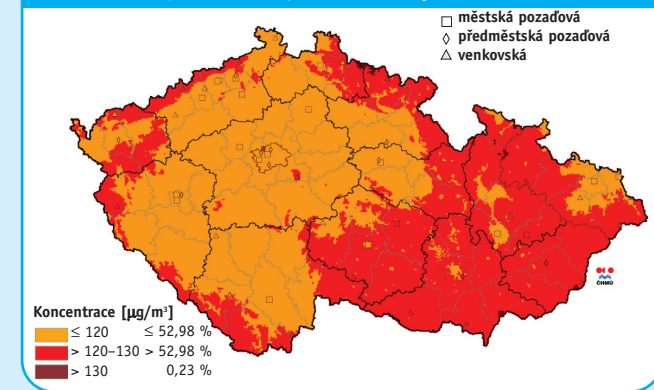 městská pozaďová
předměstská pozaďová
venkovská
ČHMÚ
Koncentrace [µg/m³]
≤ 120 ≤ 52,98 %
> 120–130 > 52,98 %
> 130 0,23 %